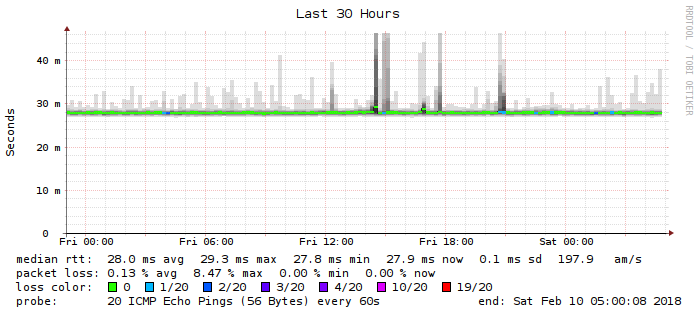 Last 30 Hours
RRDTOOL / TOBI OETIKER
Seconds
40 m
30 m
20 m
10 m
0
Fri 00:00 Fri 06:00 Fri 12:00 Fri 18:00 Sat 00:00
median rtt: 28.0 ms avg 29.3 ms max 27.8 ms min 27.9 ms now 0.1 ms sd 197.9 am/s
packet loss: 0.13 % avg 8.47 % max 0.00 % min 0.00 % now
loss color: 0 1/20 2/20 3/20 4/20 10/20 19/20
probe: 20 ICMP Echo Pings (56 Bytes) every 60s end: Sat Feb 10 05:00:08 2018